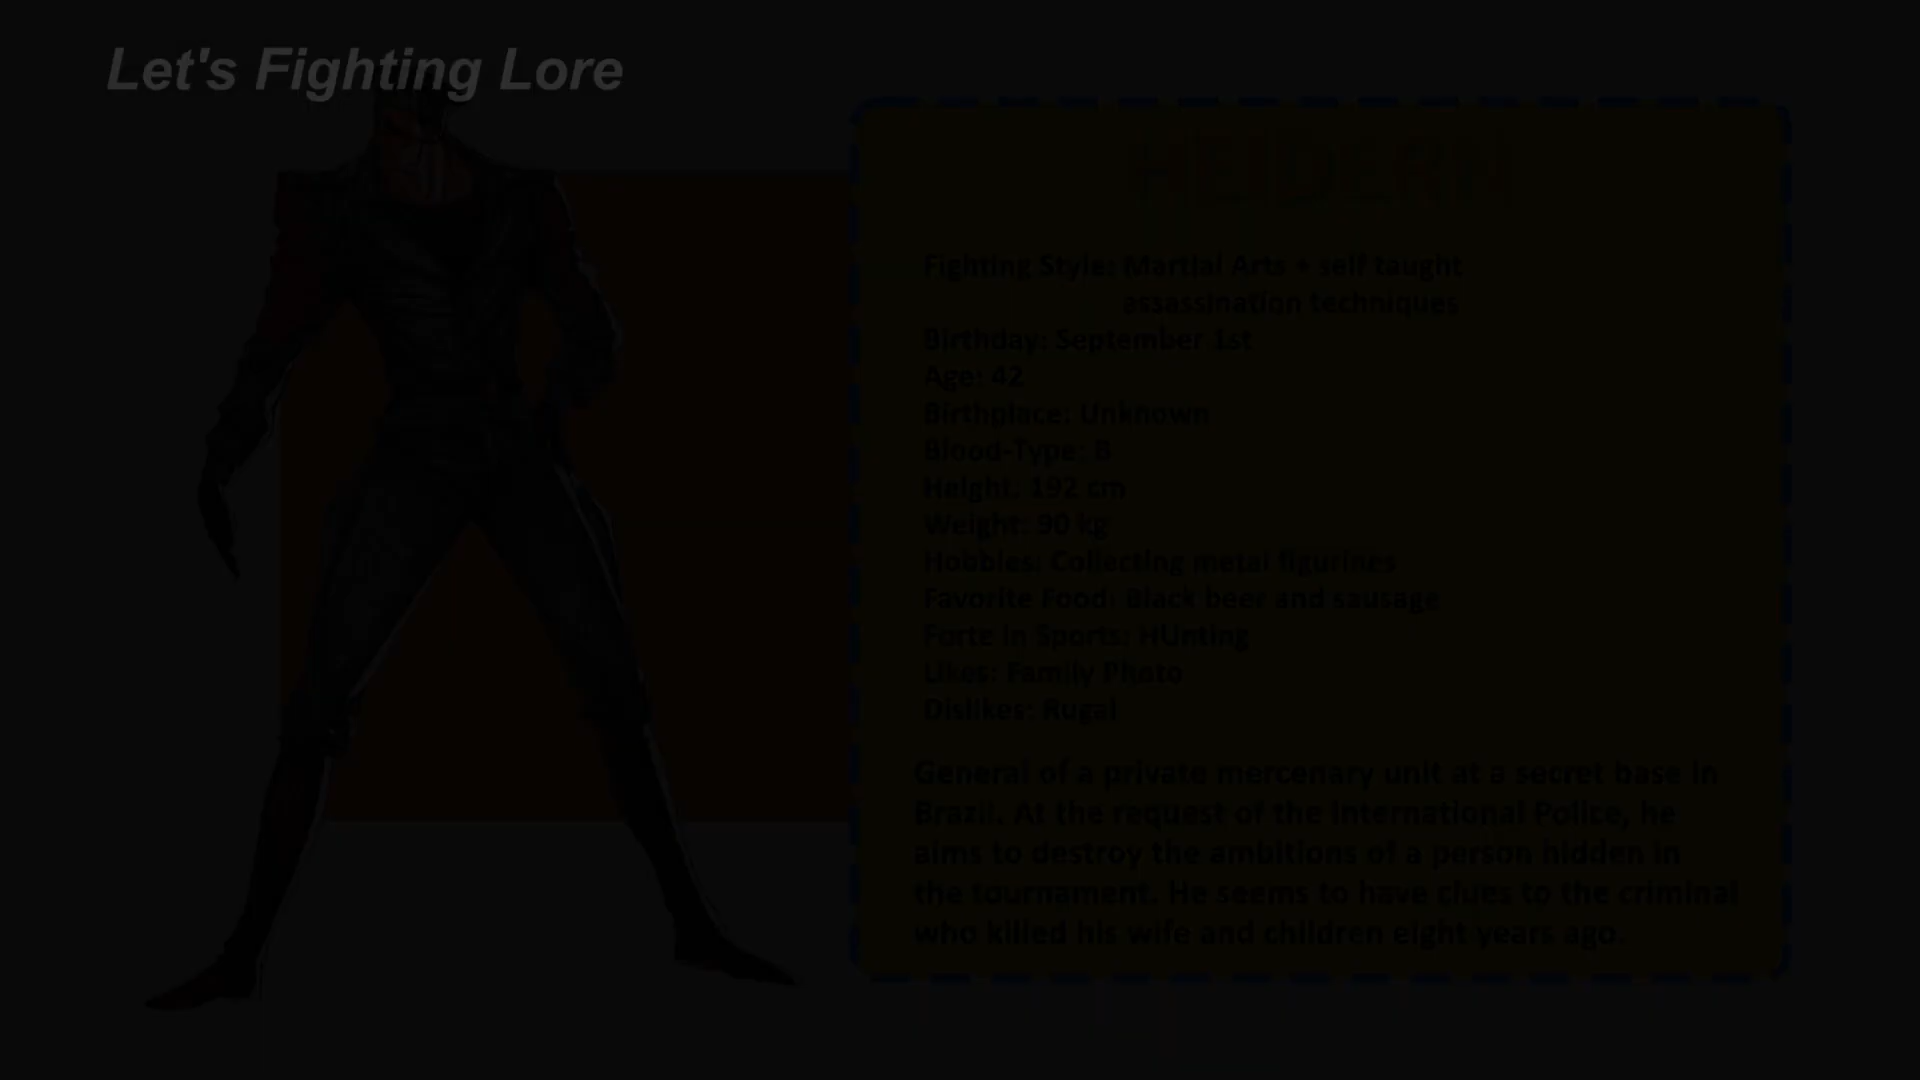 Let's Fighting Lore
HEIDERN
Fighting Style: Martial Arts + self taught
assassination techniques
Birthday: September 1st
Age: 42
Birthplace: Unknown
Blood-Type: B
Height: 192 cm
Weight: 90 kg
Hobbies: Collecting metal figurines
Favorite Food: Black beer and sausage
Forte in Sports: HUnting
Likes: Family Photo
Dislikes: Rugal
General of a private mercenary unit at a secret base in
Brazil. At the request of the International Police, he
aims to destroy the ambitions of a person hidden in
the tournament. He seems to have clues to the criminal
who killed his wife and children eight years ago.